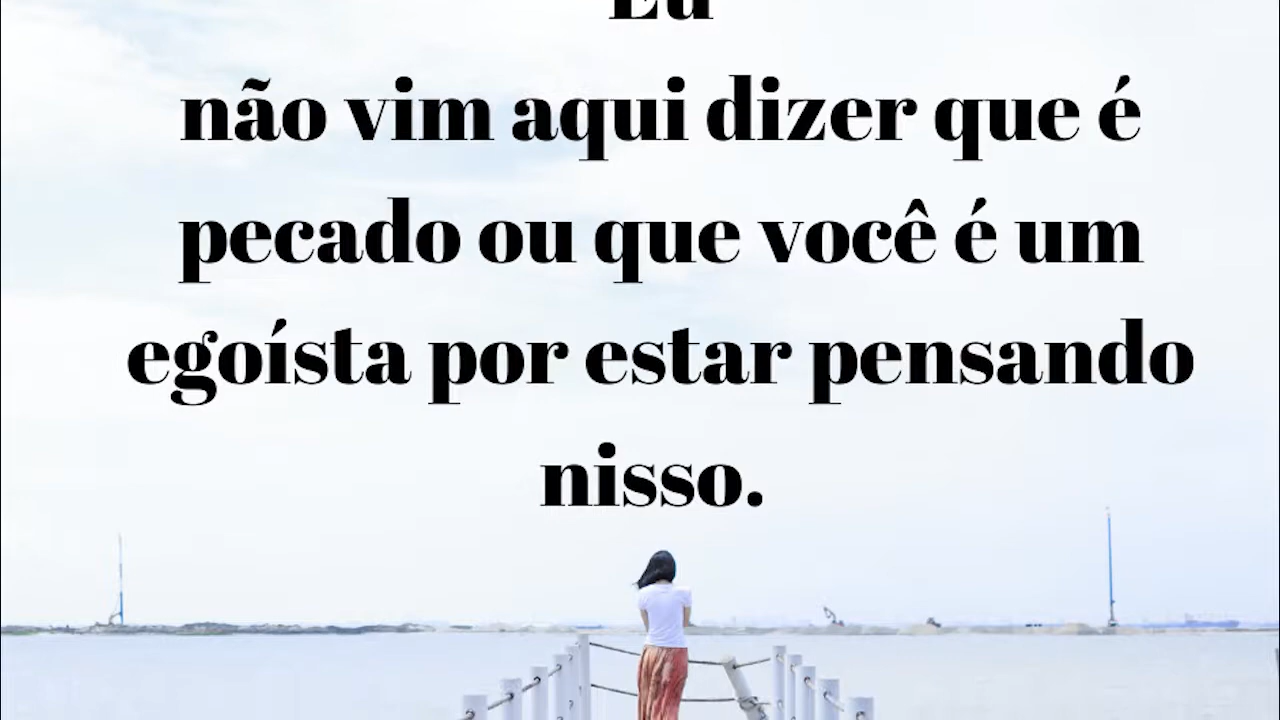 Eu
não vim aqui dizer que é
pecado ou que você é um
egoísta por estar pensando
nisso.